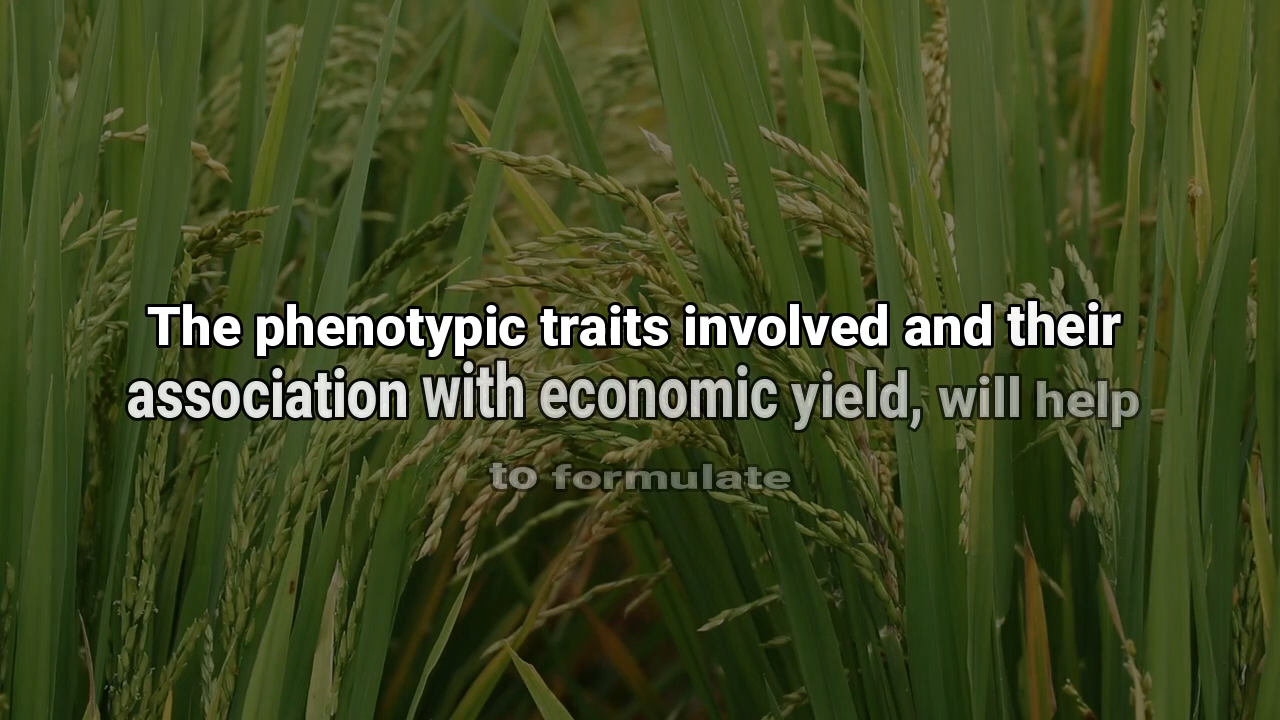 The phenotypic traits involved and their
association with economic yield, will help
to formulate